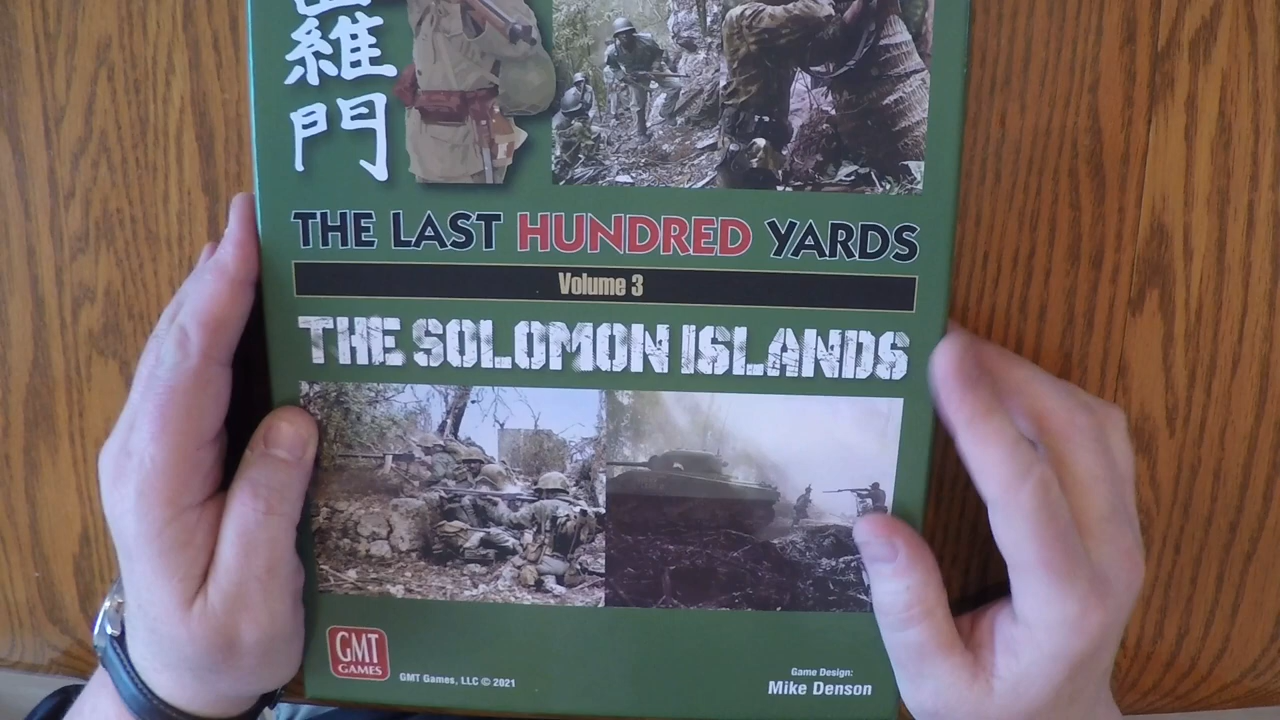 羅
門
THE LAST HUNDRED YARDS
Volume 3
THE SOLOMON ISLANDS
GMT
GAMES
GMT Games, LLC © 2021
Game Design:
Mike Denson